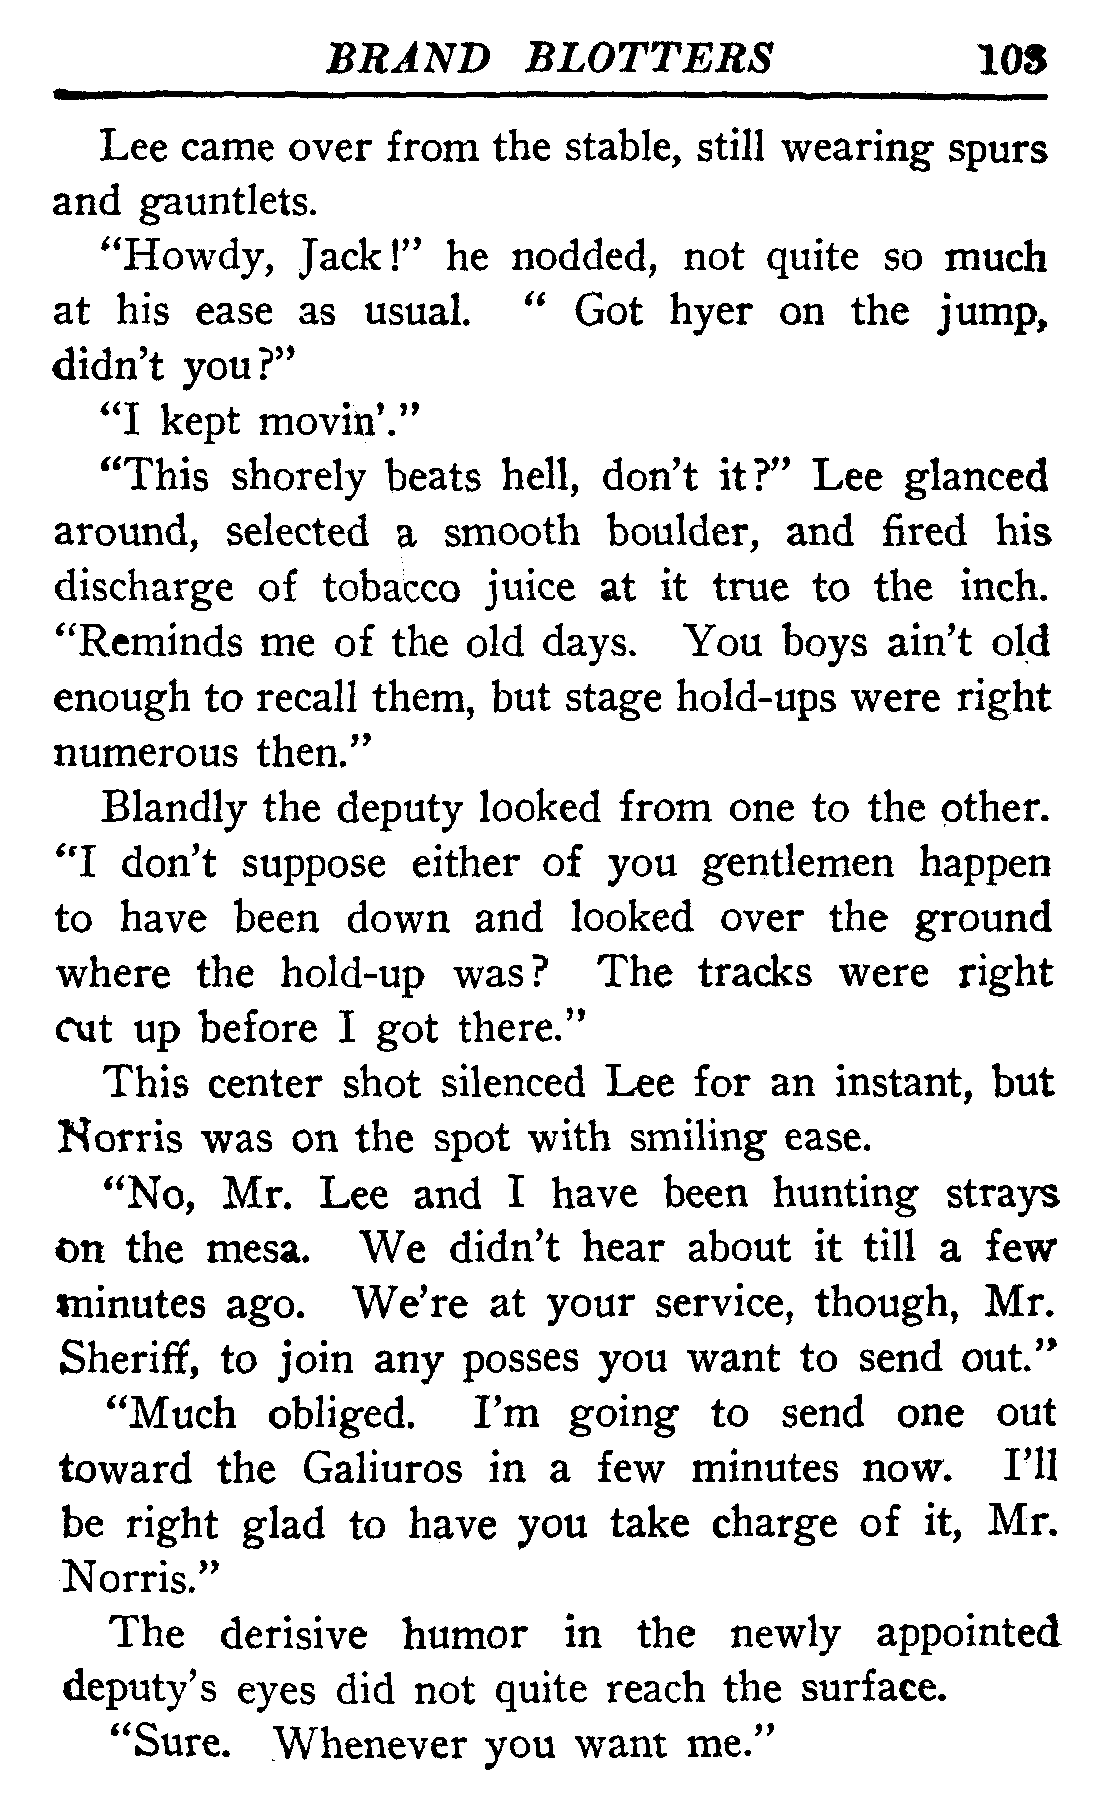 BRAND BLOTTERS 103
Lee came over from the stable, still wearing spurs
and gauntlets.
“Howdy, Jack!” he nodded, not quite so much
at his ease as usual. “ Got hyer on the jump,
didn’t you?”
“I kept movin’.”
“This shorely beats hell, don’t it?” Lee glanced
around, selected a smooth boulder, and fired his
discharge of tobacco juice at it true to the inch.
“Reminds me of the old days. You boys ain’t old
enough to recall them, but stage hold-ups were right
numerous then.”
Blandly the deputy looked from one to the other.
“I don’t suppose either of you gentlemen happen
to have been down and looked over the ground
where the hold-up was? The tracks were right
cut up before I got there.”
This center shot silenced Lee for an instant, but
Norris was on the spot with smiling ease.
“No, Mr. Lee and I have been hunting strays
on the mesa. We didn’t hear about it till a few
minutes ago. We’re at your service, though, Mr.
Sheriff, to join any posses you want to send out.”
“Much obliged. I’m going to send one out
toward the Galiuros in a few minutes now. I’ll
be right glad to have you take charge of it, Mr.
Norris.”
The derisive humor in the newly appointed
deputy’s eyes did not quite reach the surface.
“Sure. Whenever you want me.”